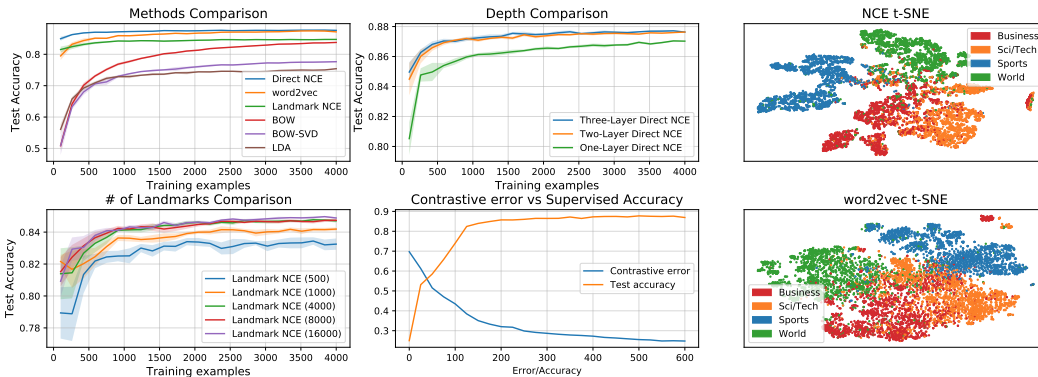 Methods Comparison
Test Accuracy
0.8
0.7
0.6
0.5
Direct NCE
word2vec
Landmark NCE
BOW
BOW-SVD
LDA
0 500 1000 1500 2000 2500 3000 3500 4000
Training examples
Depth Comparison
Test Accuracy
0.88
0.86
0.84
0.82
0.80
Three-Layer Direct NCE
Two-Layer Direct NCE
One-Layer Direct NCE
0 500 1000 1500 2000 2500 3000 3500 4000
Training examples
NCE t-SNE
Business
Sci/Tech
Sports
World
# of Landmarks Comparison
Test Accuracy
0.84
0.82
0.80
0.78
Landmark NCE (500)
Landmark NCE (1000)
Landmark NCE (4000)
Landmark NCE (8000)
Landmark NCE (16000)
0 500 1000 1500 2000 2500 3000 3500 4000
Training examples
Contrastive error vs Supervised Accuracy
0.9
0.8
0.7
0.6
0.5
0.4
0.3
Contrastive error
Test accuracy
0 100 200 300 400 500 600
Error/Accuracy
word2vec t-SNE
Business
Sci/Tech
Sports
World